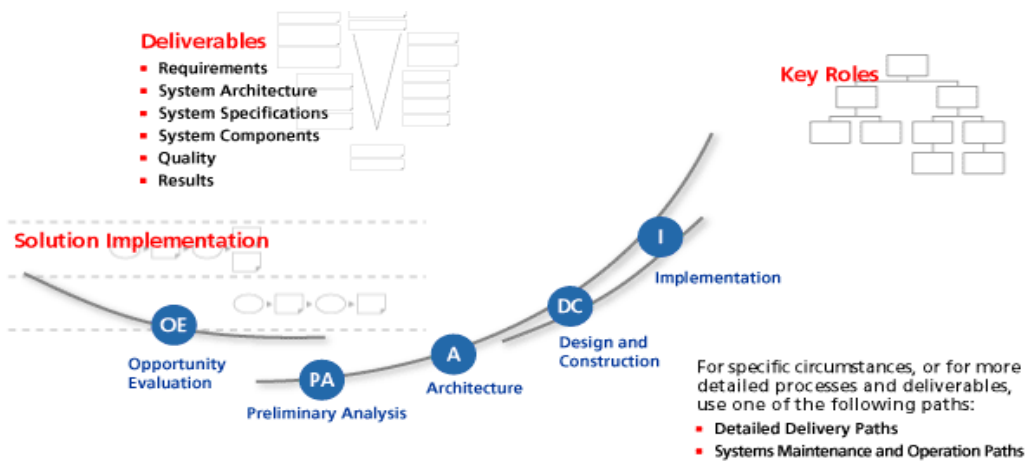 Deliverables
Requirements
System Architecture
System Specifications
System Components
Quality
Results
Key Roles
Solution Implementation
OE
Opportunity
Evaluation
PA
Preliminary Analysis
A
Architecture
DC
Design and
Construction
I
Implementation
For specific circumstances, or for more
detailed processes and deliverables,
use one of the following paths:
Detailed Delivery Paths
Systems Maintenance and Operation Paths